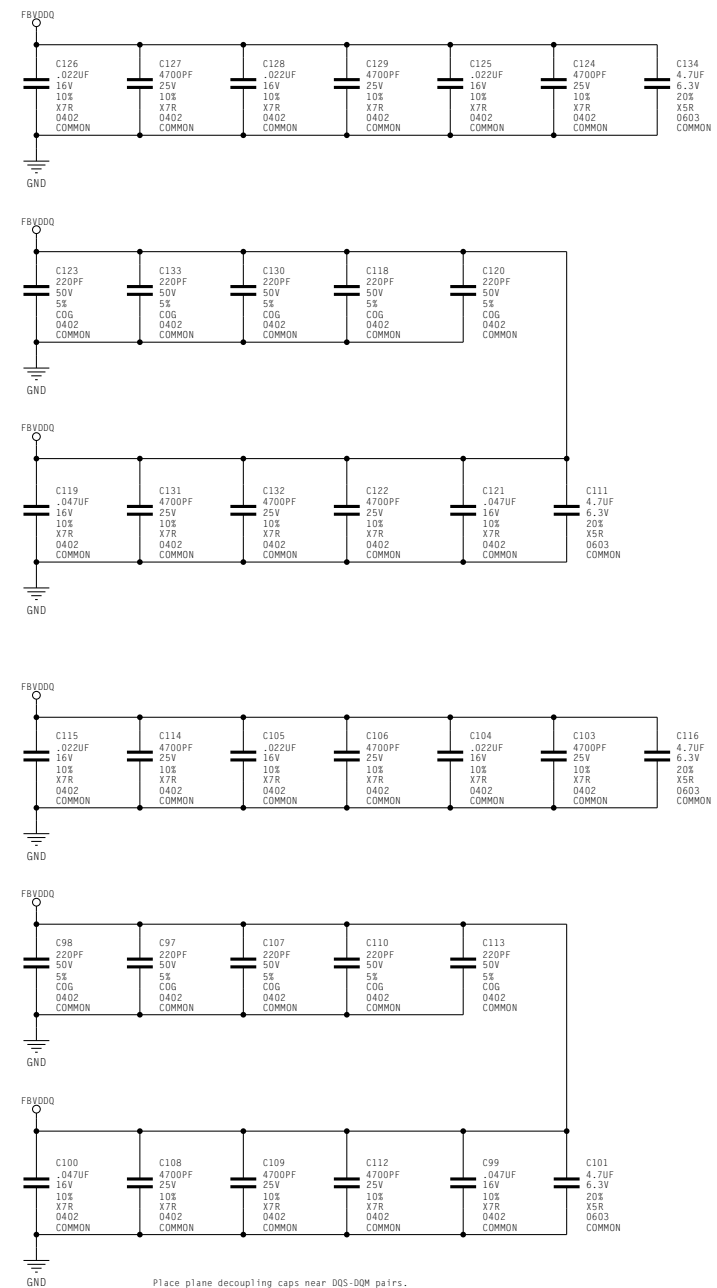 FBVDDQ
C126
.022UF
16V
10%
X7R
0402
COMMON
C127
4700PF
25V
10%
X7R
0402
COMMON
C128
.022UF
16V
10%
X7R
0402
COMMON
C129
4700PF
25V
10%
X7R
0402
COMMON
C125
.022UF
16V
10%
X7R
0402
COMMON
C124
4700PF
25V
10%
X7R
0402
COMMON
C134
4.7UF
6.3V
20%
X5R
0603
COMMON
GND
FBVDDQ
C123
220PF
50V
5%
COG
0402
COMMON
C133
220PF
50V
5%
COG
0402
COMMON
C130
220PF
50V
5%
COG
0402
COMMON
C118
220PF
50V
5%
COG
0402
COMMON
C120
220PF
50V
5%
COG
0402
COMMON
GND
FBVDDQ
C119
.047UF
16V
10%
X7R
0402
COMMON
C131
4700PF
25V
10%
X7R
0402
COMMON
C132
4700PF
25V
10%
X7R
0402
COMMON
C122
4700PF
25V
10%
X7R
0402
COMMON
C121
.047UF
16V
10%
X7R
0402
COMMON
C111
4.7UF
6.3V
20%
X5R
0603
COMMON
GND
FBVDDQ
C115
.022UF
16V
10%
X7R
0402
COMMON
C114
4700PF
25V
10%
X7R
0402
COMMON
C105
.022UF
16V
10%
X7R
0402
COMMON
C106
4700PF
25V
10%
X7R
0402
COMMON
C104
.022UF
16V
10%
X7R
0402
COMMON
C103
4700PF
25V
10%
X7R
0402
COMMON
C116
4.7UF
6.3V
20%
X5R
0603
COMMON
GND
FBVDDQ
C98
220PF
50V
5%
COG
0402
COMMON
C97
220PF
50V
5%
COG
0402
COMMON
C107
220PF
50V
5%
COG
0402
COMMON
C110
220PF
50V
5%
COG
0402
COMMON
C113
220PF
50V
5%
COG
0402
COMMON
GND
FBVDDQ
C100
.047UF
16V
10%
X7R
0402
COMMON
C108
4700PF
25V
10%
X7R
0402
COMMON
C109
4700PF
25V
10%
X7R
0402
COMMON
C112
4700PF
25V
10%
X7R
0402
COMMON
C99
.047UF
16V
10%
X7R
0402
COMMON
C101
4.7UF
6.3V
20%
X5R
0603
COMMON
GND
Place plane decoupling caps near DQS-DQM pairs.